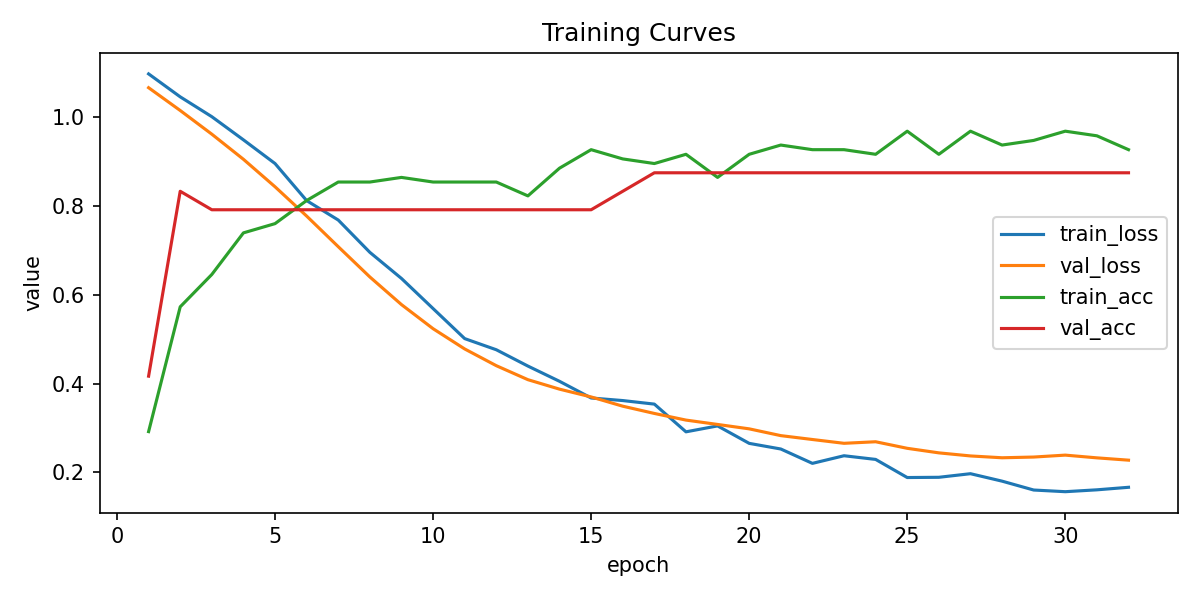 Training Curves
value
1.0
0.8
0.6
0.4
0.2
train_loss
val_loss
train_acc
val_acc
0 5 10 15 20 25 30
epoch